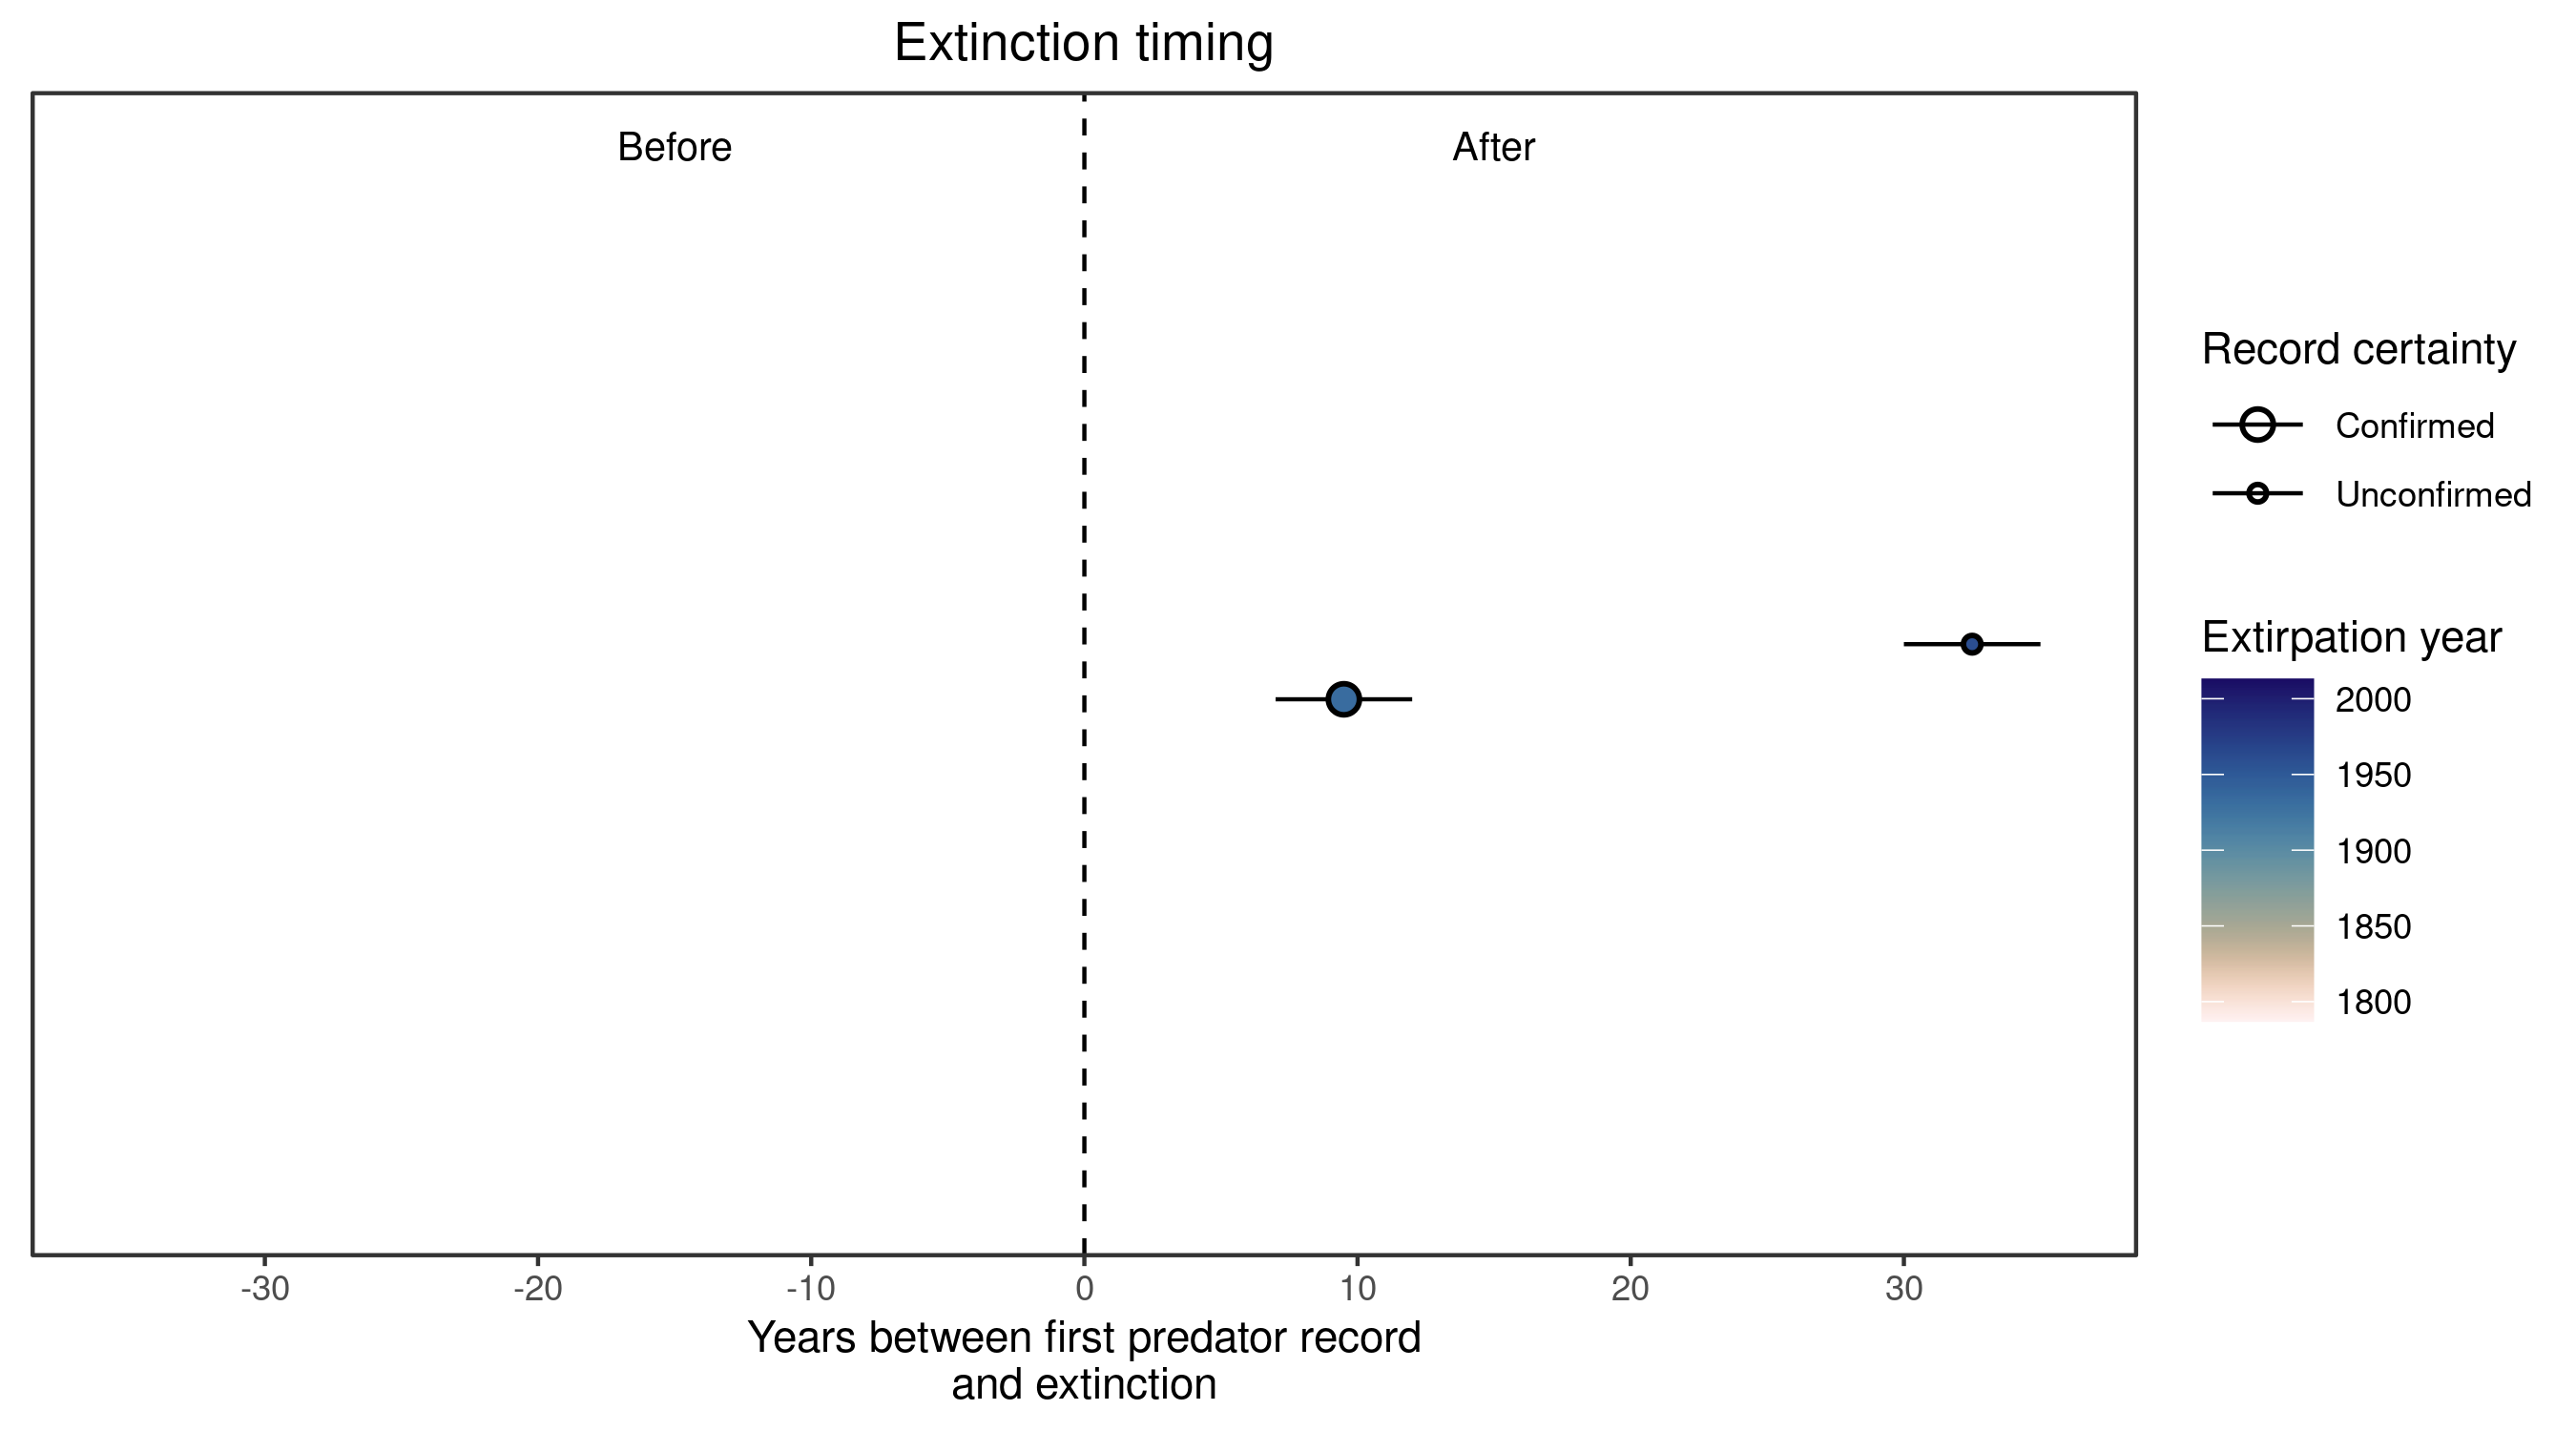 Extinction timing
Before
After
Record certainty
Confirmed
Unconfirmed
Extirpation year
2000
1950
1900
1850
1800
-30
-20
-10
0
10
20
30
Years between first predator record
and extinction